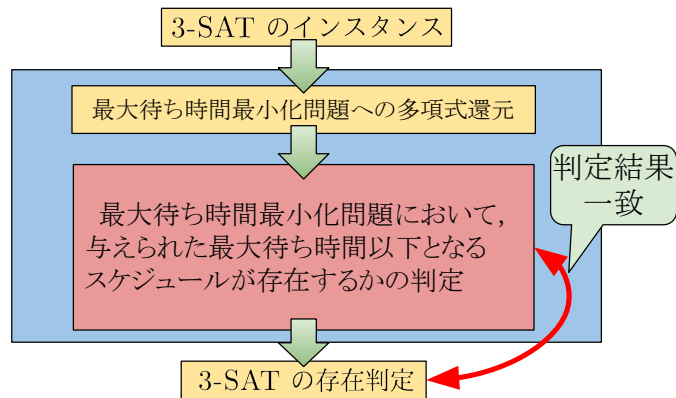 3-SAT のインスタンス
最大待ち時間最小化問題への多項式還元
最大待ち時間最小化問題において,
与えられた最大待ち時間以下となる
スケジュールが存在するかの判定
判定結果
一致
3-SAT の存在判定